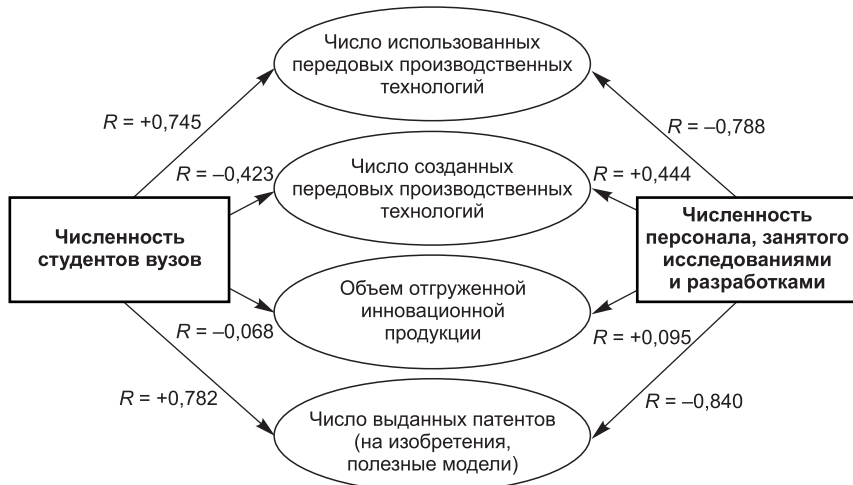 Число использованных
передовых производственных
технологий
R = +0,745
R = –0,788
R = –0,423
Число созданных
передовых производственных
технологий
R = +0,444
Численность
студентов вузов
Численность
персонала, занятого
исследованиями
и разработками
Объем отгруженной
инновационной
продукции
R = –0,068
R = +0,095
R = +0,782
R = –0,840
Число выданных патентов
(на изобретения,
полезные модели)